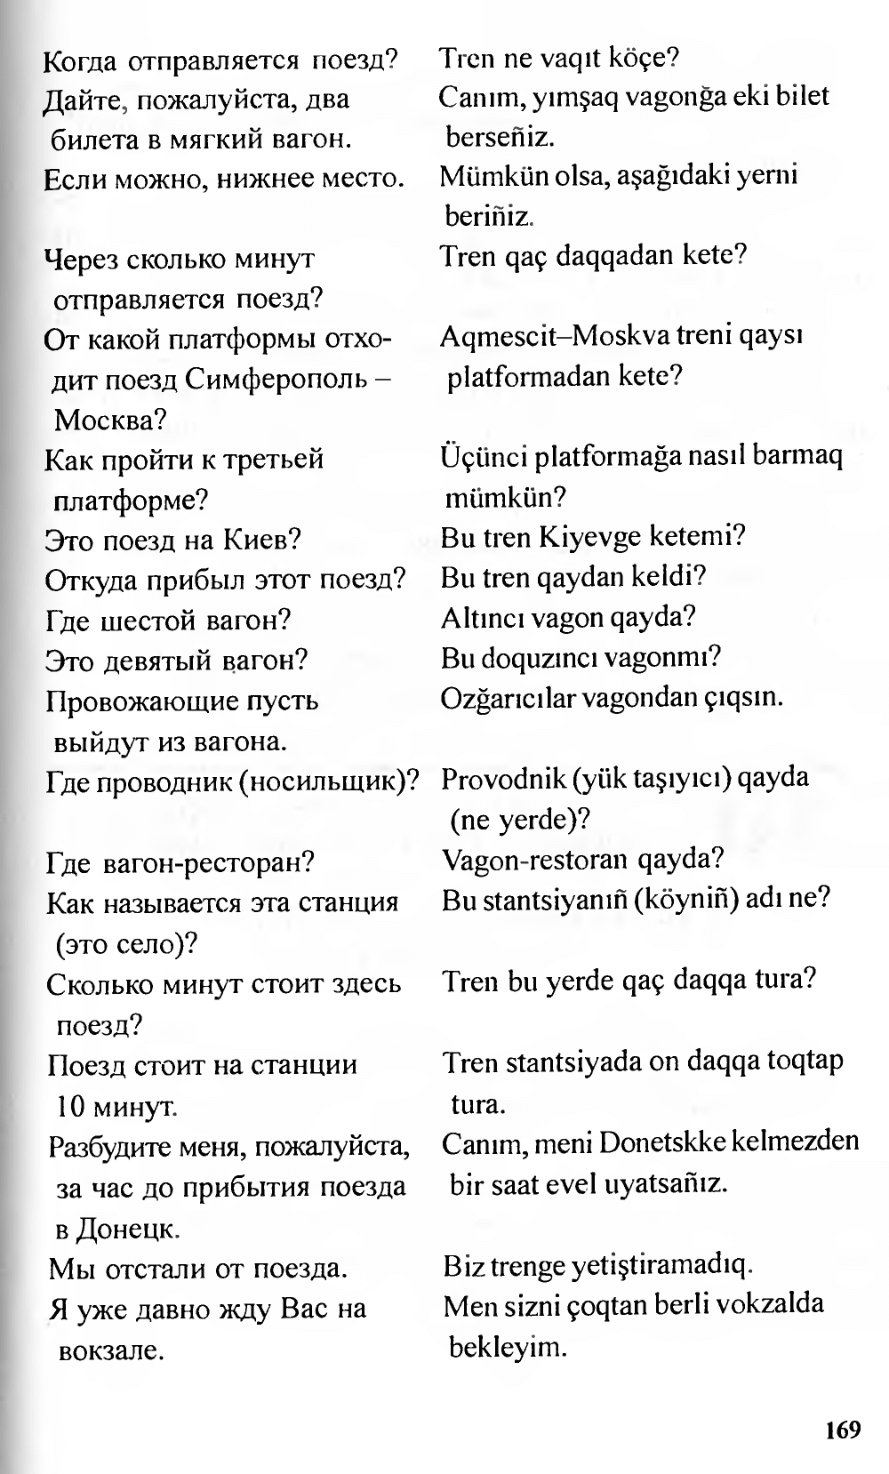 Когда отправляется поезд?
Tren ne vaqıt köçe?
Дайте, пожалуйста, два
билета в мягкий вагон.
Canım, yımşaq vagonğa eki bilet
berseñiz.
Если можно, нижнее место.
Mümkün olsa, aşağıdaki yerni
beriñiz.
Через сколько минут
отправляется поезд?
Tren qaç daqqadan kete?
От какой платформы отхо-
дит поезд Симферополь –
Москва?
Aqmescit–Moskva treni qaysı
platformadan kete?
Как пройти к третьей
платформе?
Üçünci platformağa nasıl barmaq
mümkün?
Это поезд на Киев?
Bu tren Kiyevge ketemi?
Откуда прибыл этот поезд?
Bu tren qaydan keldi?
Где шестой вагон?
Altıncı vagon qayda?
Это девятый вагон?
Bu doquzıncı vagonmı?
Провожающие пусть
выйдут из вагона.
Ozğarıcılar vagondan çıqsın.
Где проводник (носильщик)?
Provodnik (yük taşıyıcı) qayda
(ne yerde)?
Где вагон-ресторан?
Vagon-restoran qayda?
Как называется эта станция
(это село)?
Bu stantsiyanıñ (köyniñ) adı ne?
Сколько минут стоит здесь
поезд?
Tren bu yerde qaç daqqa tura?
Поезд стоит на станции
10 минут.
Tren stantsiyada on daqqa toqtap
tura.
Разбудите меня, пожалуйста,
за час до прибытия поезда
в Донецк.
Canım, meni Donetskke kelmezden
bir saat evel uyatsañız.
Мы отстали от поезда.
Biz trenge yetiştiramadıq.
Я уже давно жду Вас на
вокзале.
Men sizni çoqtan berli vokzalda
bekleyim.
169